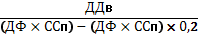 ДДв
(ДФ × ССп) – (ДФ × ССп) × 0,2